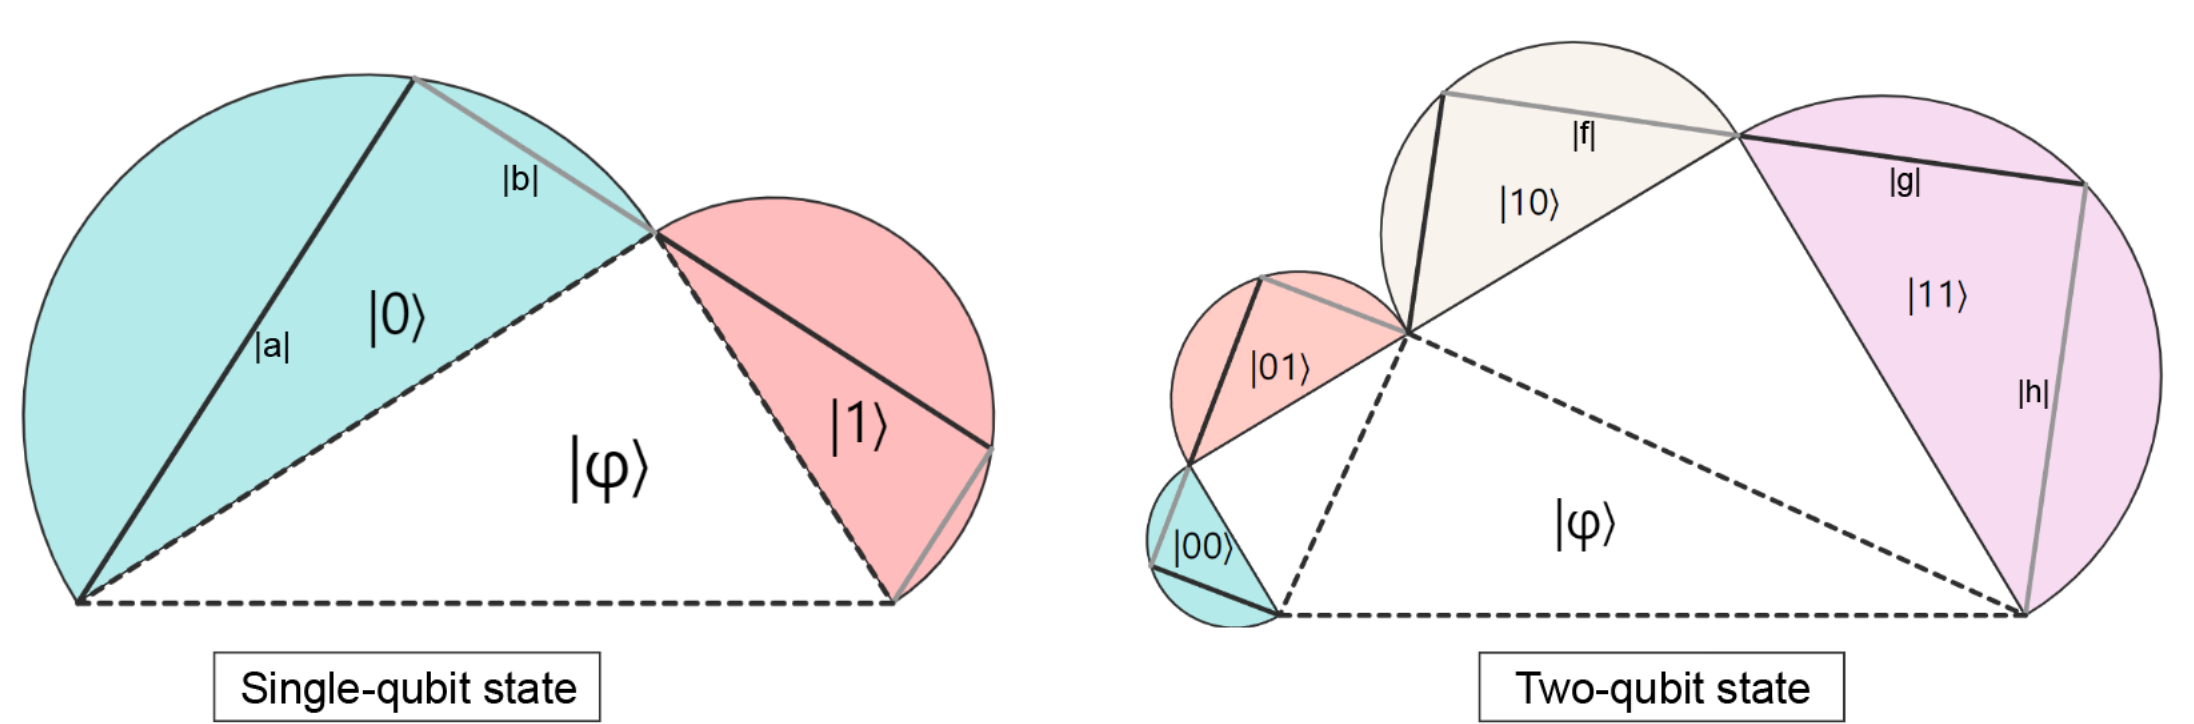 |a|
|b|
|0⟩
|1⟩
|φ⟩
Single-qubit state
|f|
|10⟩
|g|
|11⟩
|01⟩
|h|
|00⟩
|φ⟩
Two-qubit state